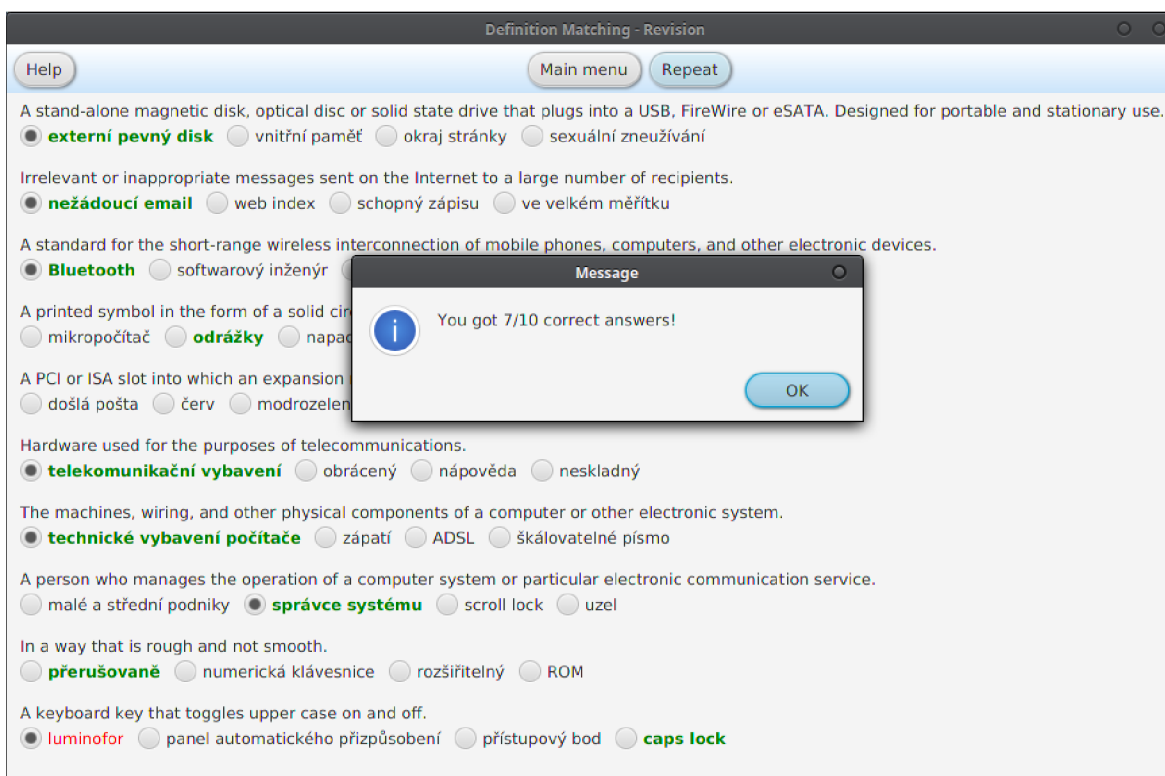 Definition Matching - Revision
Help Main menu Repeat
A stand-alone magnetic disk, optical disc or solid state drive that plugs into a USB, FireWire or eSATA. Designed for portable and stationary use.
externí pevný disk vnitřní paměť okraj stránky sexuální zneužívání
Irrelevant or inappropriate messages sent on the Internet to a large number of recipients.
nežádoucí email web index schopný zápisu ve velkém měřítku
A standard for the short-range wireless interconnection of mobile phones, computers, and other electronic devices.
Bluetooth softwarový inženýr
Message
A printed symbol in the form of a solid
You got 7/10 correct answers!
mikropočítač odrážky
A PCI or ISA slot into which an expansion
OK
došlá pošta červ
Hardware used for the purposes of telecommunications.
telekomunikační vybavení obrácený nápověda neskladný
The machines, wiring, and other physical components of a computer or other electronic system.
technické vybavení počítače zápatí ADSL škálovatelné písmo
A person who manages the operation of a computer system or particular electronic communication service.
malé a střední podniky správce systému scroll lock uzel
In a way that is rough and not smooth.
přerušovaně numerická klávesnice rozšiřitelný ROM
A keyboard key that toggles upper case on and off.
luminofor panel automatického přizpůsobení přístupový bod caps lock